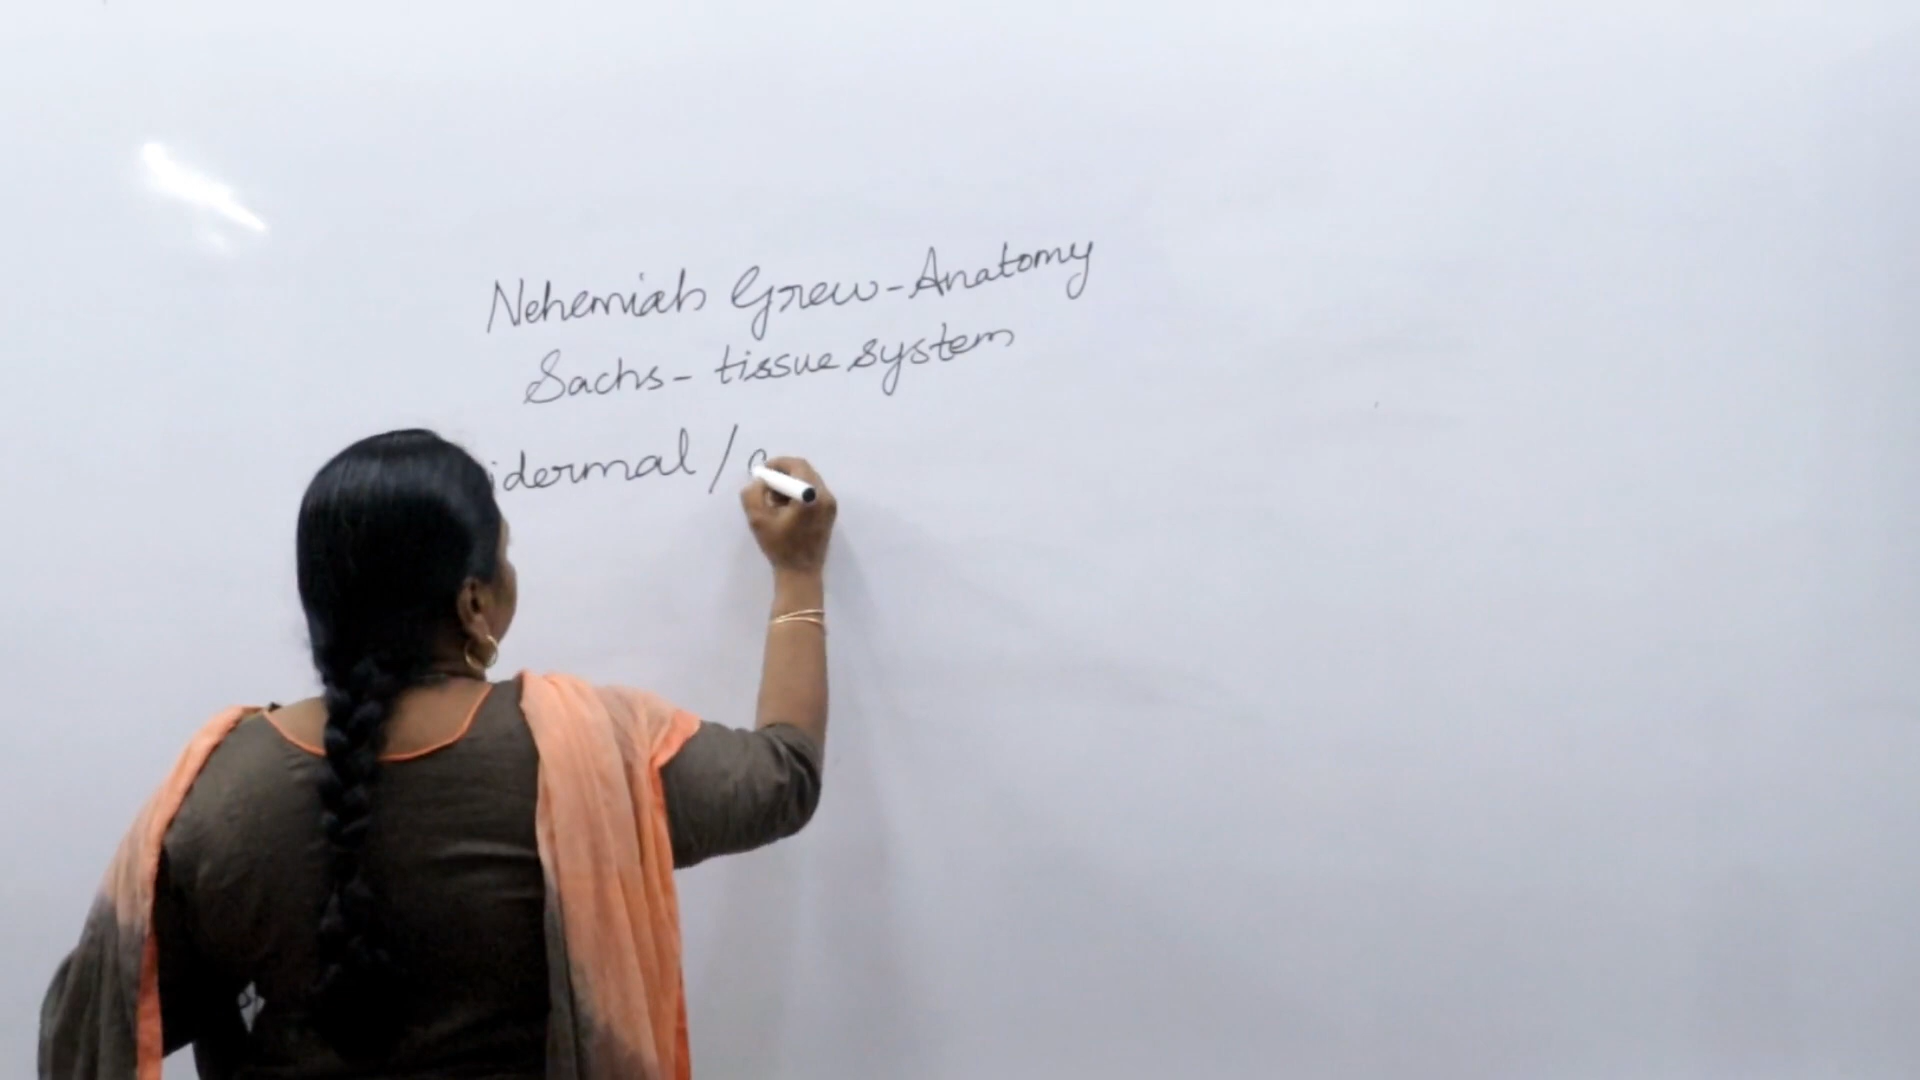 Nehemiah Grew-Anatomy
Sachs - tissue system
idermal /